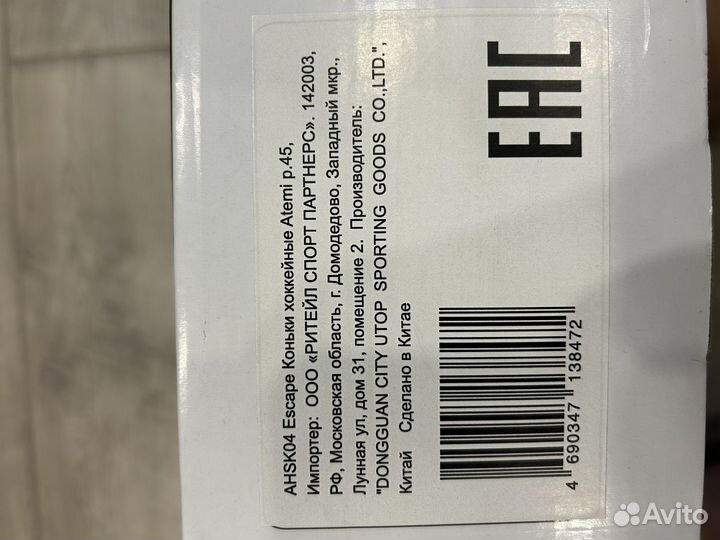 AHSK04 Escape Коньки хоккейные Atemi р.45,
Импортер: ООО «РИТЕЙЛ СПОРТ ПАРТНЕРС». 142003,
РФ, Московская область, г. Домодедово, Западный мкр.,
Лунная ул, дом 31, помещение 2. Производитель:
"DONGGUAN CITY UTOP SPORTING GOODS CO.,LTD.",
Китай Сделано в Китае
4 690347 138472
EAC
Avito